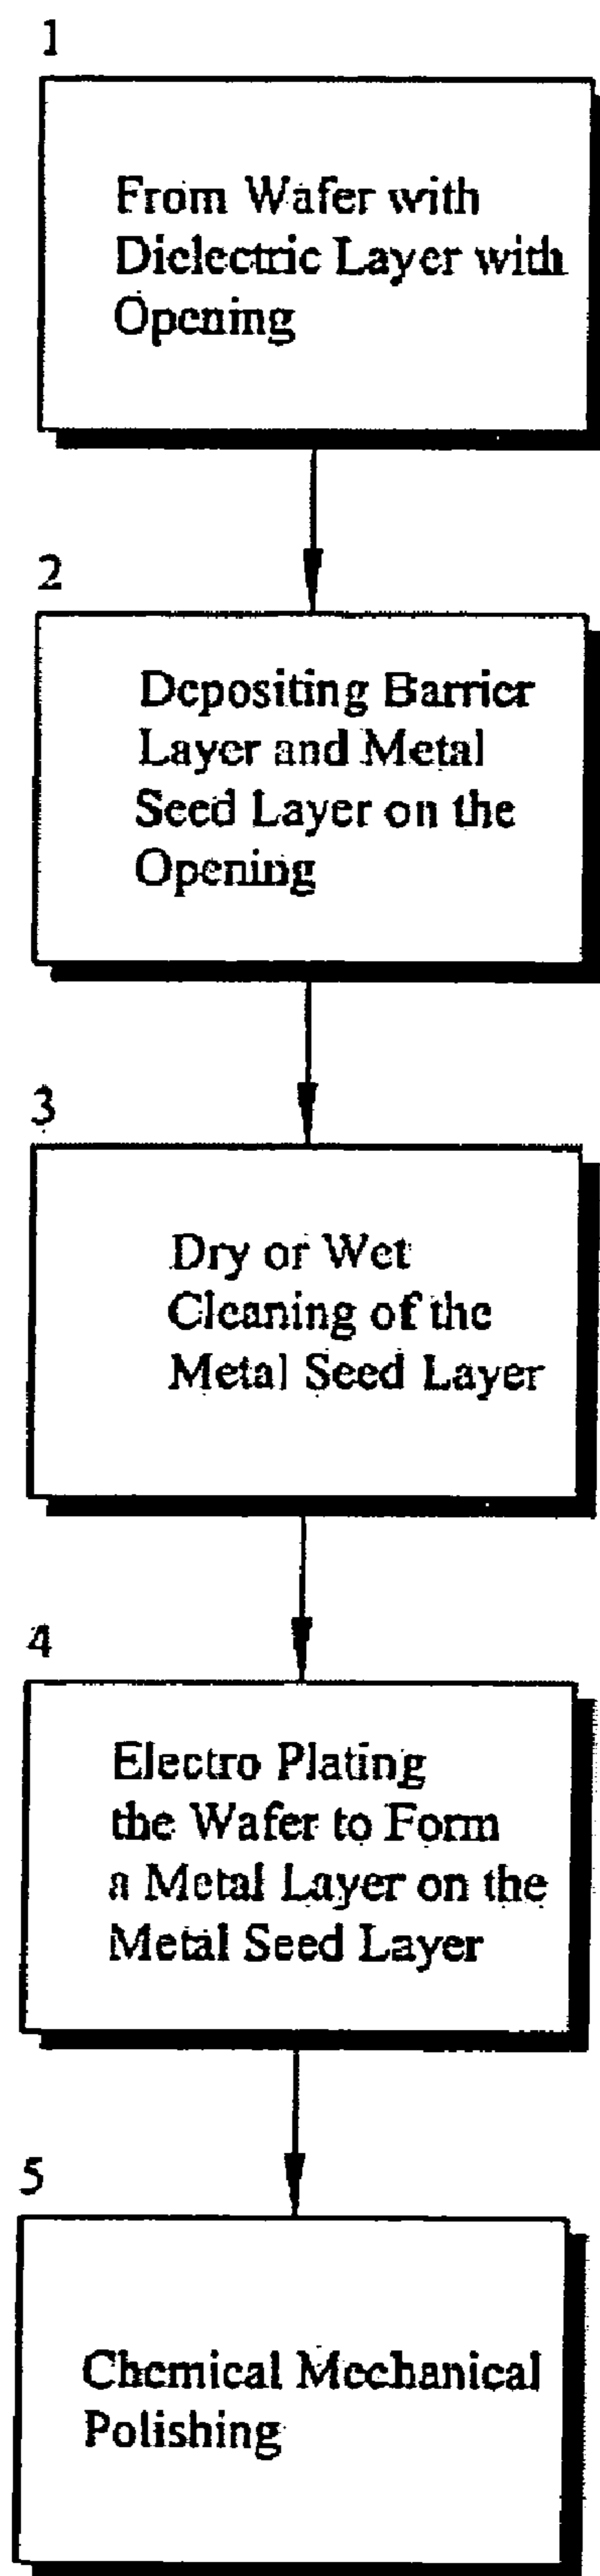 1
From Wafer with
Dielectric Layer with
Opening
2
Depositing Barrier
Layer and Metal
Seed Layer on the
Opening
3
Dry or Wet
Cleaning of the
Metal Seed Layer
4
Electro Plating
the Wafer to Form
a Metal Layer on the
Metal Seed Layer
5
Chemical Mechanical
Polishing